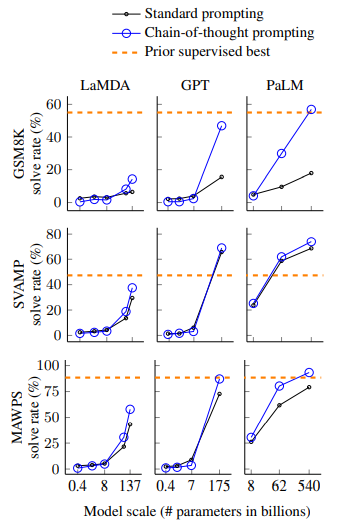 Standard prompting
Chain-of-thought prompting
Prior supervised best
LaMDA GPT PaLM
GSM8K
solve rate (%)
60
40
20
0
SVAMP
solve rate (%)
80
60
40
20
0
MAWPS
solve rate (%)
100
75
50
25
0
0.4 8 137 0.4 7 175 8 62 540
Model scale (# parameters in billions)